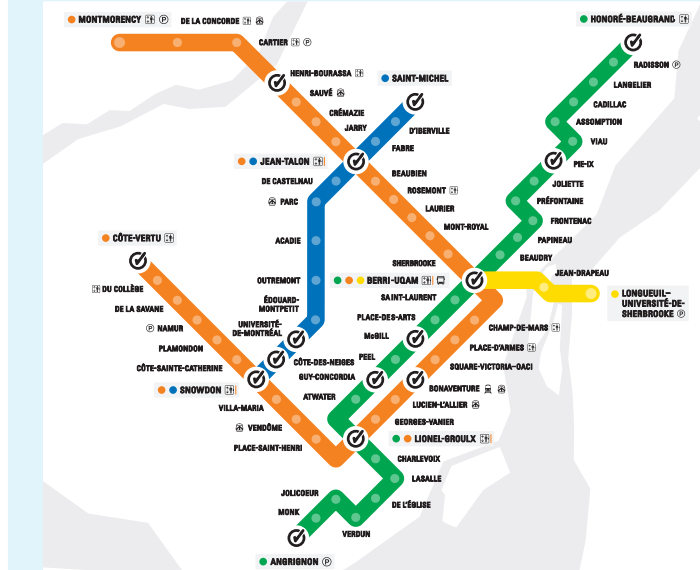 MONTMORENCY
DE LA CONCORDE
HONORÉ-BEAUGRAND
CARTIER
RADISSON
HENRI-BOURASSA
SAINT-MICHEL
LANGELIER
SAUVÉ
CADILLAC
CRÉMAZIE
ASSOMPTION
JARRY
D'IBERVILLE
VIAU
FABRE
JEAN-TALON
PIE-IX
BEAUBIEN
DE CASTELNAU
JOLIETTE
ROSEMONT
PARC
PRÉFONTAINE
LAURIER
FRONTENAC
MONT-ROYAL
CÔTE-VERTU
ACADIE
PAPINEAU
BEAUDRY
SHERBROOKE
JEAN-DRAPEAU
OUTREMONT
BERRI-UQAM
DU COLLÈGE
SAINT-LAURENT
LONGUEUIL–
UNIVERSITÉ-DE-
SHERBROOKE
ÉDOUARD-
MONTPETIT
DE LA SAVANE
PLACE-DES-ARTS
UNIVERSITÉ-
DE-MONTRÉAL
NAMUR
CHAMP-DE-MARS
McGILL
PLAMONDON
PLACE-D'ARMES
PEEL
CÔTE-DES-NEIGES
CÔTE-SAINTE-CATHERINE
SQUARE-VICTORIA–OACI
GUY-CONCORDIA
SNOWDON
BONAVENTURE
ATWATER
LUCIEN-L'ALLIER
VILLA-MARIA
GEORGES-VANIER
VENDÔME
LIONEL-GROULX
PLACE-SAINT-HENRI
CHARLEVOIX
LASALLE
JOLICOEUR
DE L'ÉGLISE
MONK
VERDUN
ANGRIGNON